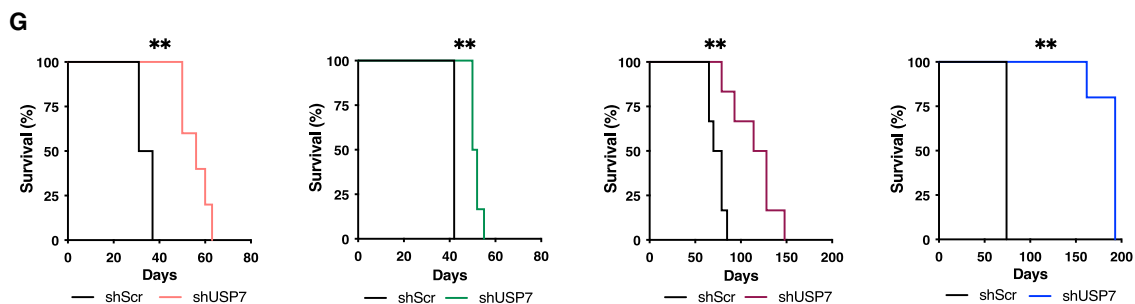 G
** ** ** **
100 100 100 100
75 75 75 75
50 50 50 50
25 25 25 25
0 0 0 0
Survival (%) Survival (%) Survival (%) Survival (%)
0 20 40 60 80 0 20 40 60 80 0 50 100 150 200 0 50 100 150 200
Days Days Days Days
shScr shUSP7 shScr shUSP7 shScr shUSP7 shScr shUSP7